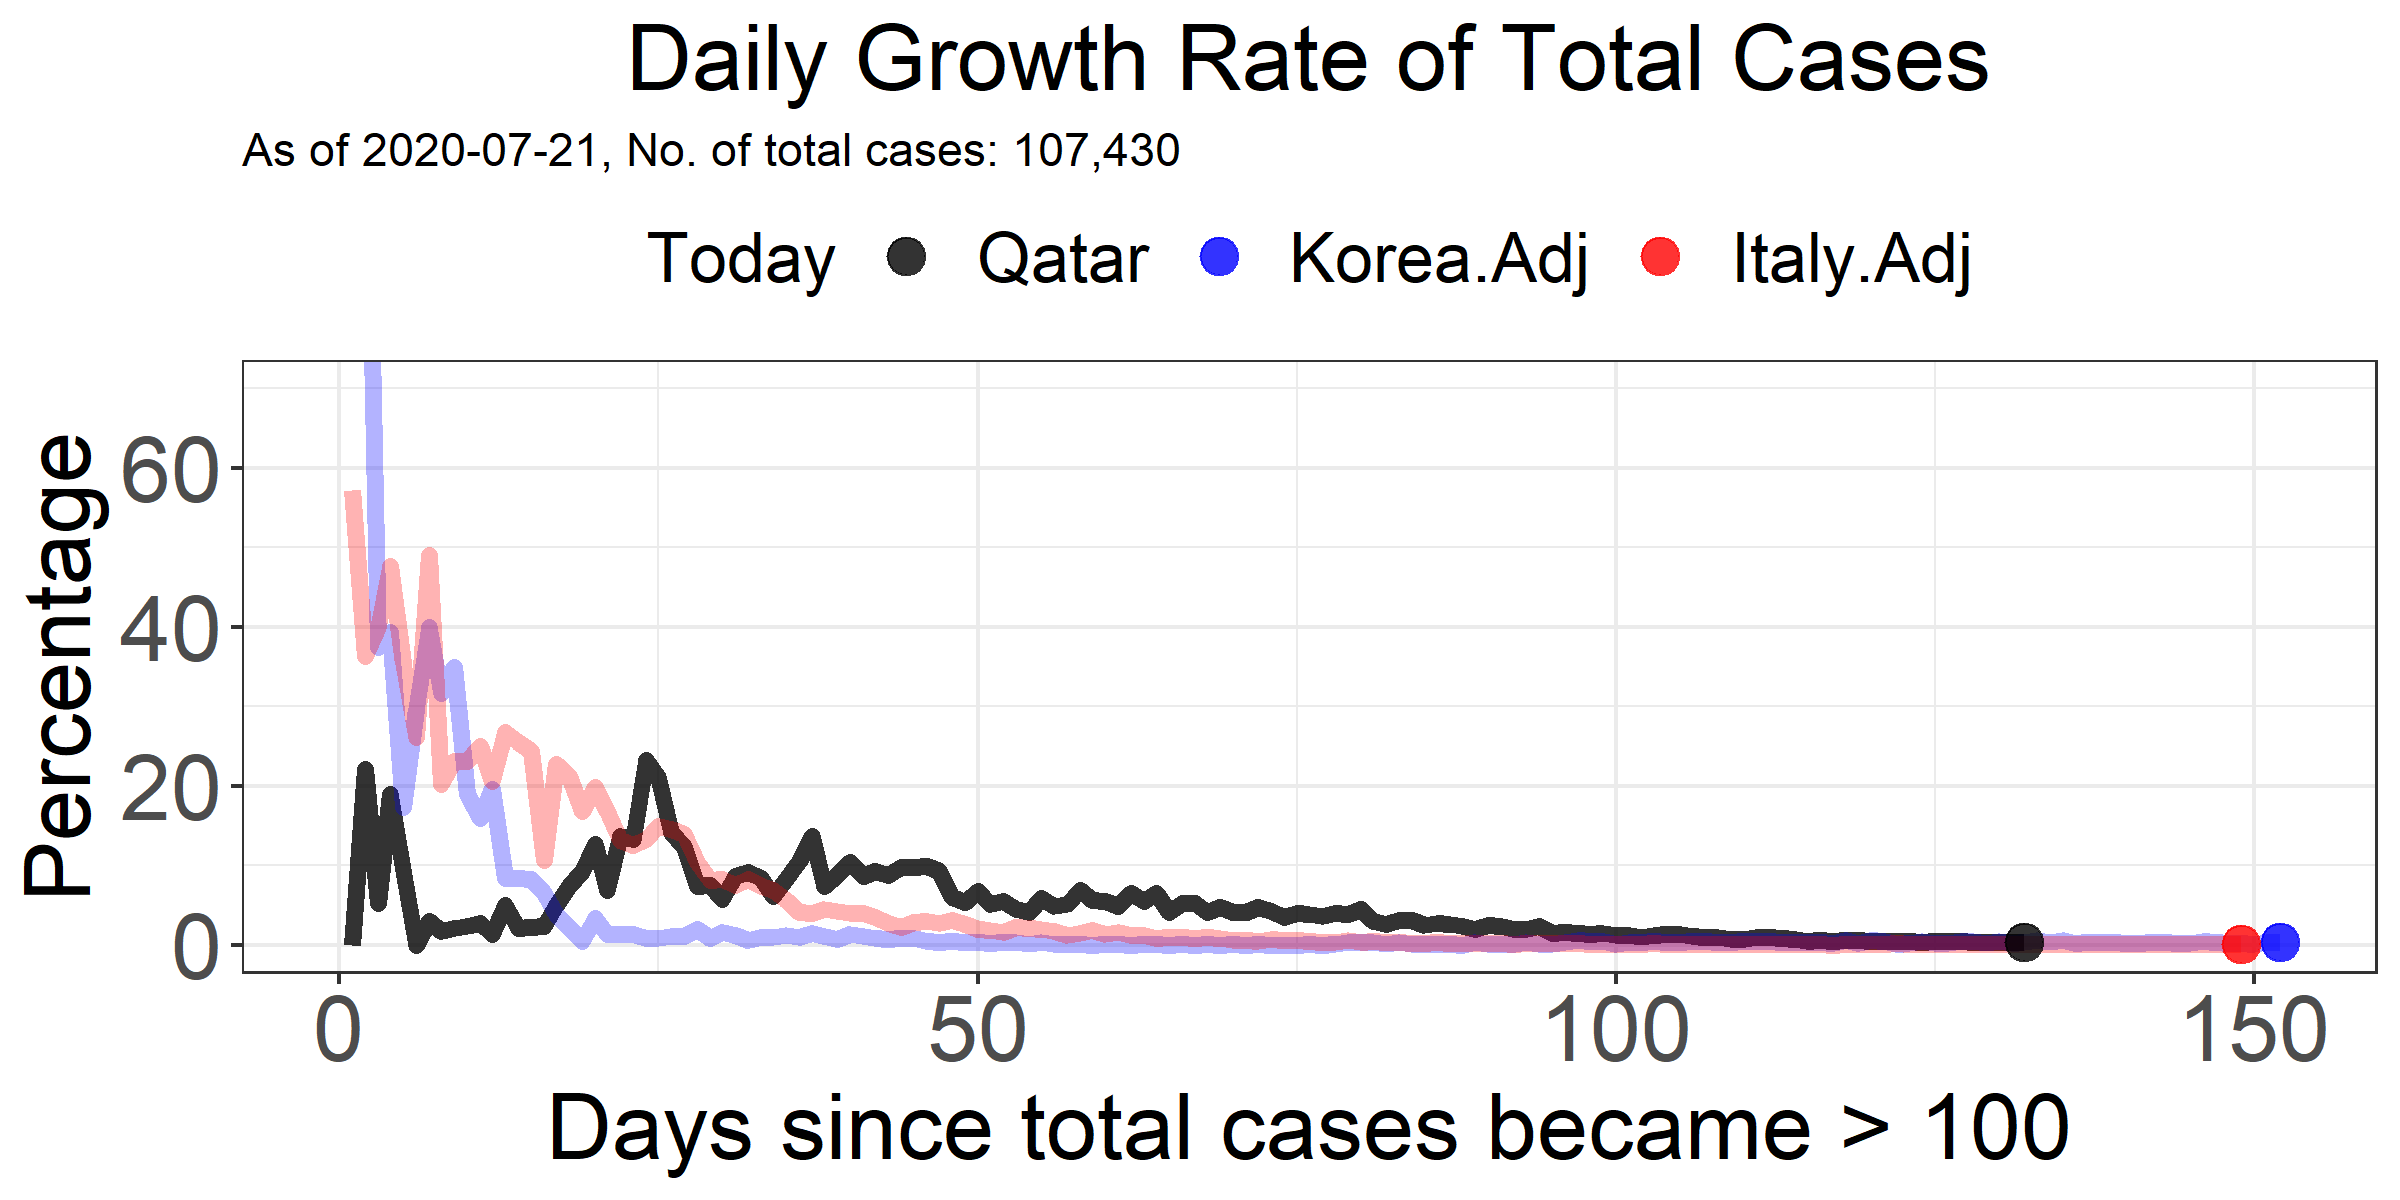 Daily Growth Rate of Total Cases
As of 2020-07-21, No. of total cases: 107,430
Today Qatar Korea.Adj Italy.Adj
Percentage
60
40
20
0
0 50 100 150
Days since total cases became > 100